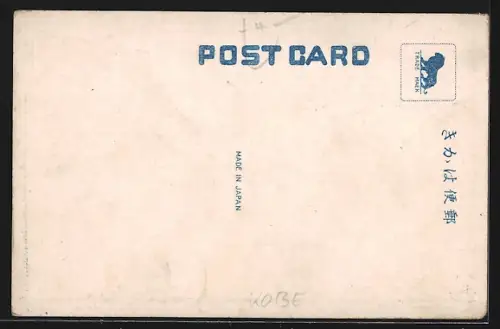 POST CARD
TRADE MARK
きかは便郵
MADE IN JAPAN
KOBE